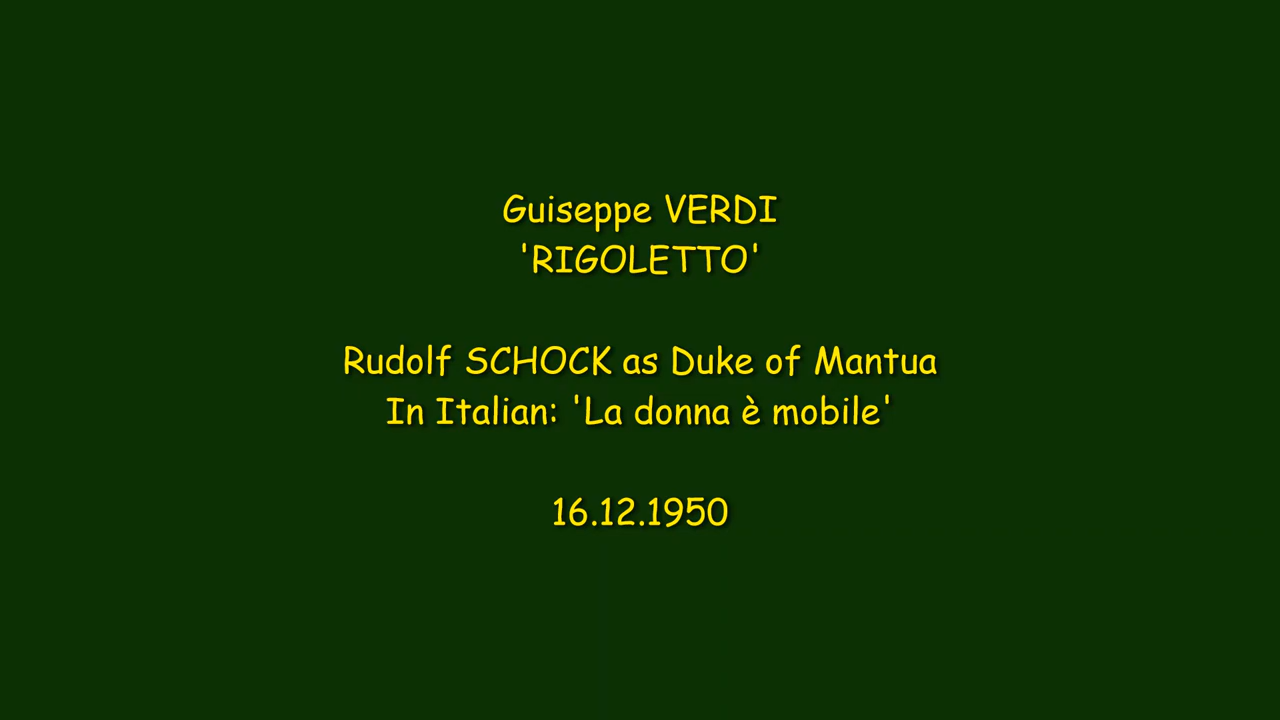 Guiseppe VERDI
'RIGOLETTO'
Rudolf SCHOCK as Duke of Mantua
In Italian: 'La donna è mobile'
16.12.1950